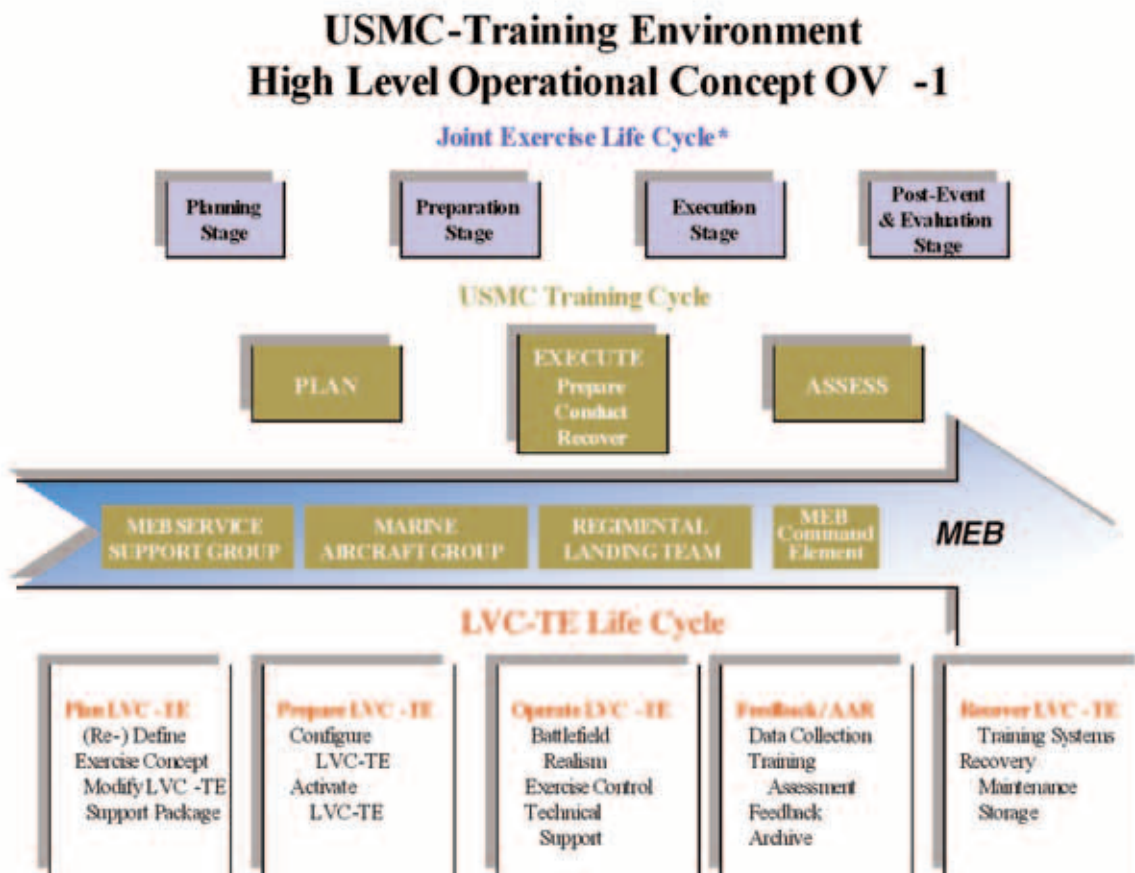 USMC-Training Environment
High Level Operational Concept OV -1
Joint Exercise Life Cycle*
Planning
Stage
Preparation
Stage
Execution
Stage
Post-Event
& Evaluation
Stage
USMC Training Cycle
PLAN
EXECUTE
Prepare
Conduct
Recover
ASSESS
MEB SERVICE
SUPPORT GROUP
MARINE
AIRCRAFT GROUP
REGIMENTAL
LANDING TEAM
MEB
Command
Element
MEB
LVC-TE Life Cycle
Plan LVC -TE
(Re-) Define
Exercise Concept
Modify LVC -TE
Support Package
Prepare LVC - TE
Configure
LVC-TE
Activate
LVC-TE
Operate LVC -TE
Battlefield
Realism
Exercise Control
Technical
Support
Feedback / AAR
Data Collection
Training
Assessment
Feedback
Archive
Recover LVC - TE
Training Systems
Recovery
Maintenance
Storage